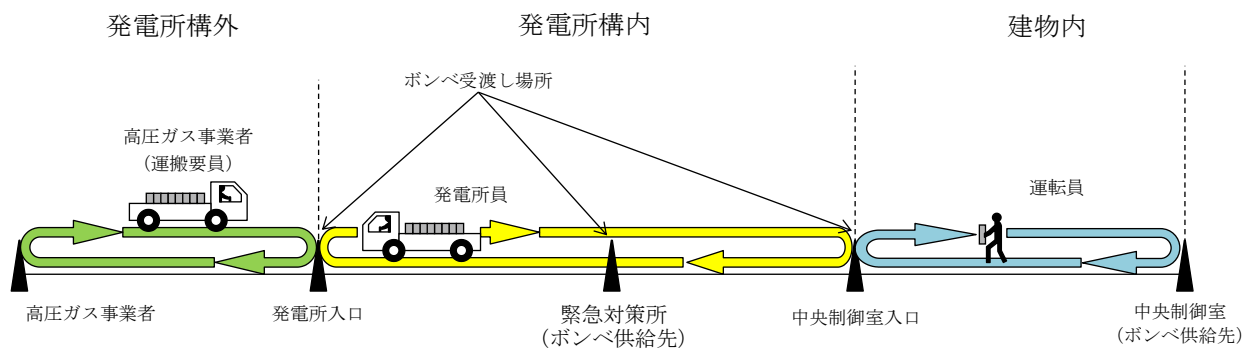 発電所構外
発電所構内
建物内
ボンベ受渡し場所
高圧ガス事業者
（運搬要員）
発電所員
運転員
高圧ガス事業者
発電所入口
緊急対策所
（ボンベ供給先）
中央制御室入口
中央制御室
（ボンベ供給先）